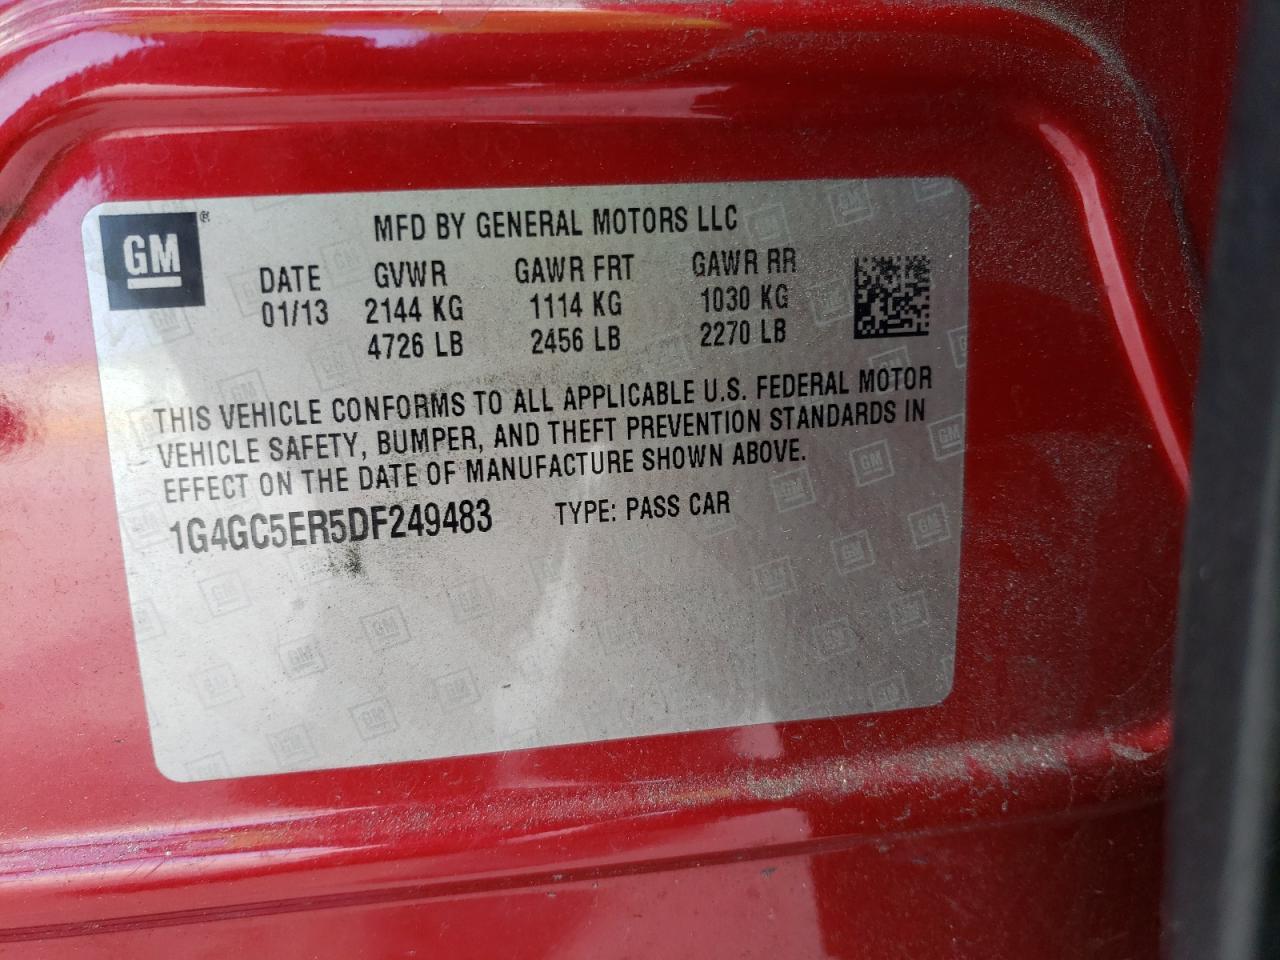 GM ® MFD BY GENERAL MOTORS LLC
DATE GVWR GAWR FRT GAWR RR
01/13 2144 KG 1114 KG 1030 KG
4726 LB 2456 LB 2270 LB
THIS VEHICLE CONFORMS TO ALL APPLICABLE U.S. FEDERAL MOTOR
VEHICLE SAFETY, BUMPER, AND THEFT PREVENTION STANDARDS IN
EFFECT ON THE DATE OF MANUFACTURE SHOWN ABOVE.
1G4GC5ER5DF249483 TYPE: PASS CAR